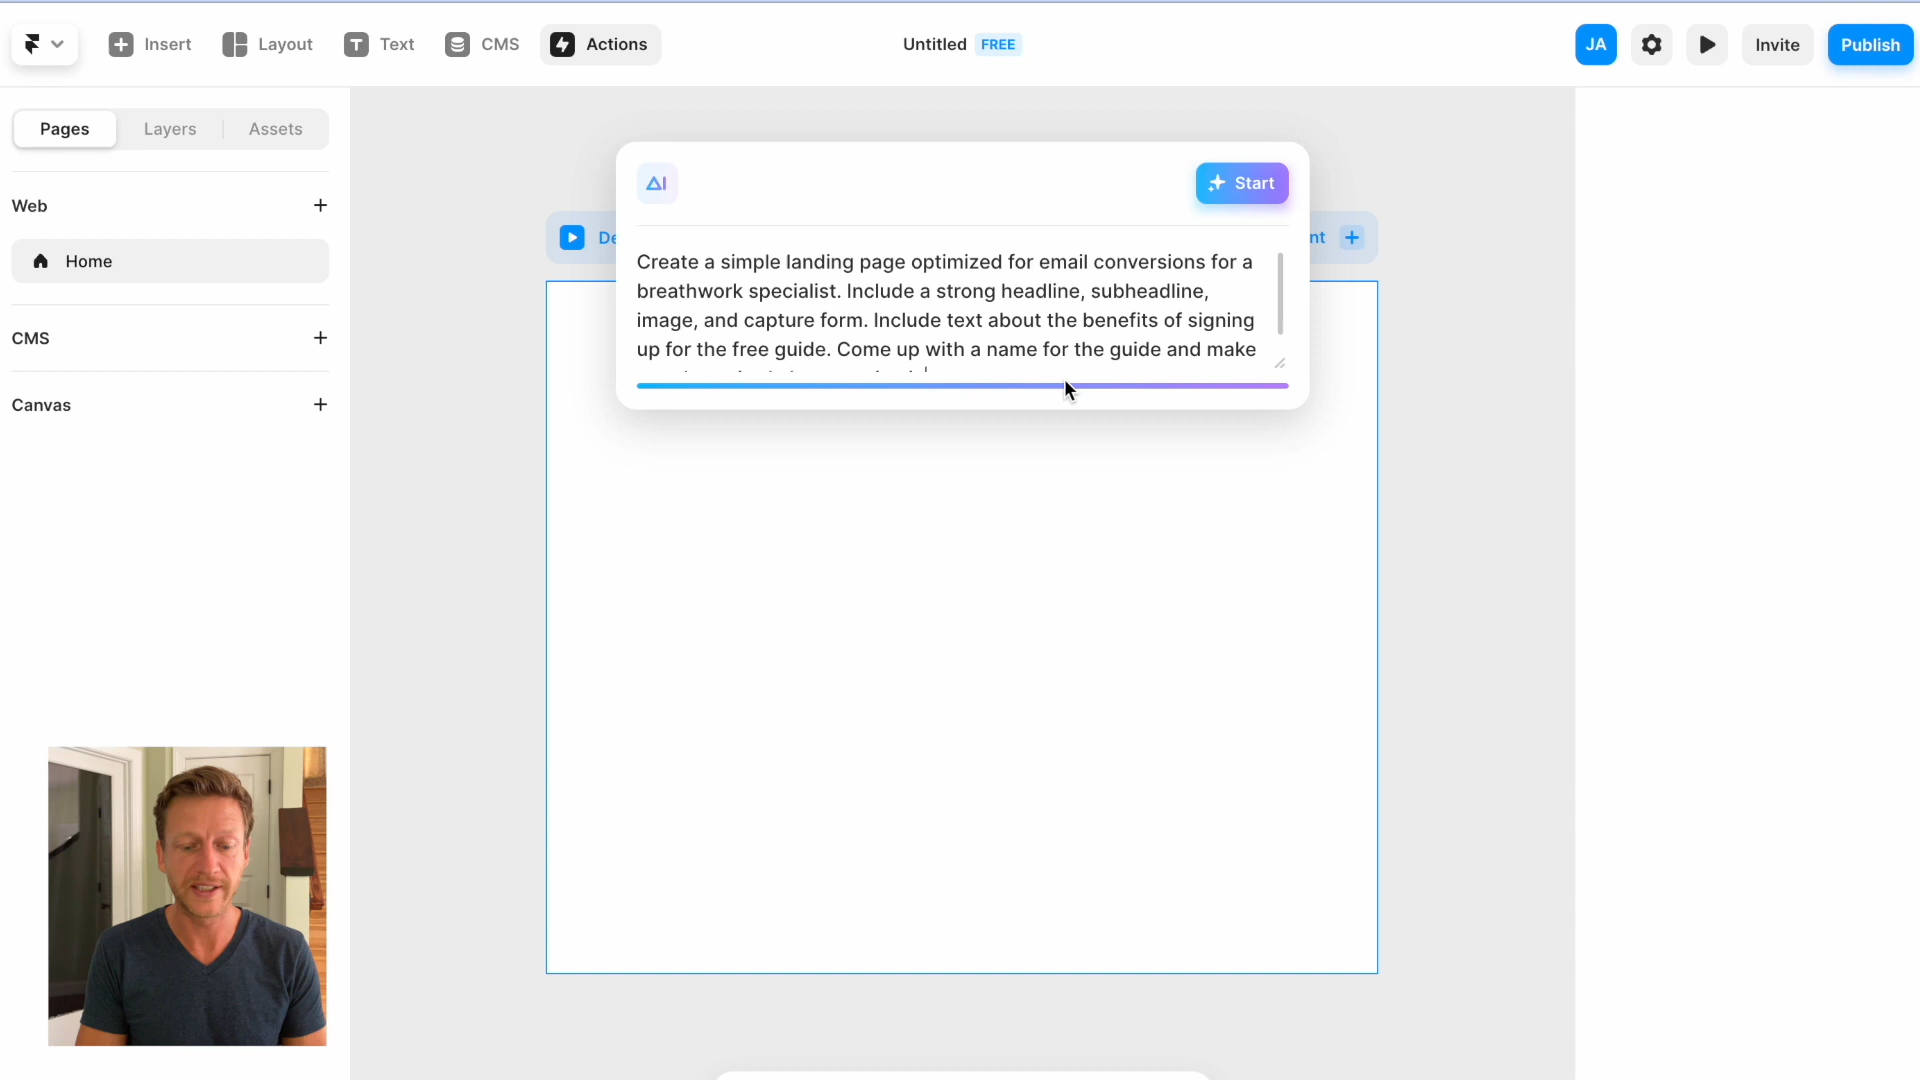 Insert
Layout
Text
CMS
Actions
Untitled FREE
JA
Invite
Publish
Pages
Layers
Assets
Web
Home
CMS
Canvas
AI
Start
De
nt
Create a simple landing page optimized for email conversions for a
breathwork specialist. Include a strong headline, subheadline,
image, and capture form. Include text about the benefits of signing
up for the free guide. Come up with a name for the guide and make